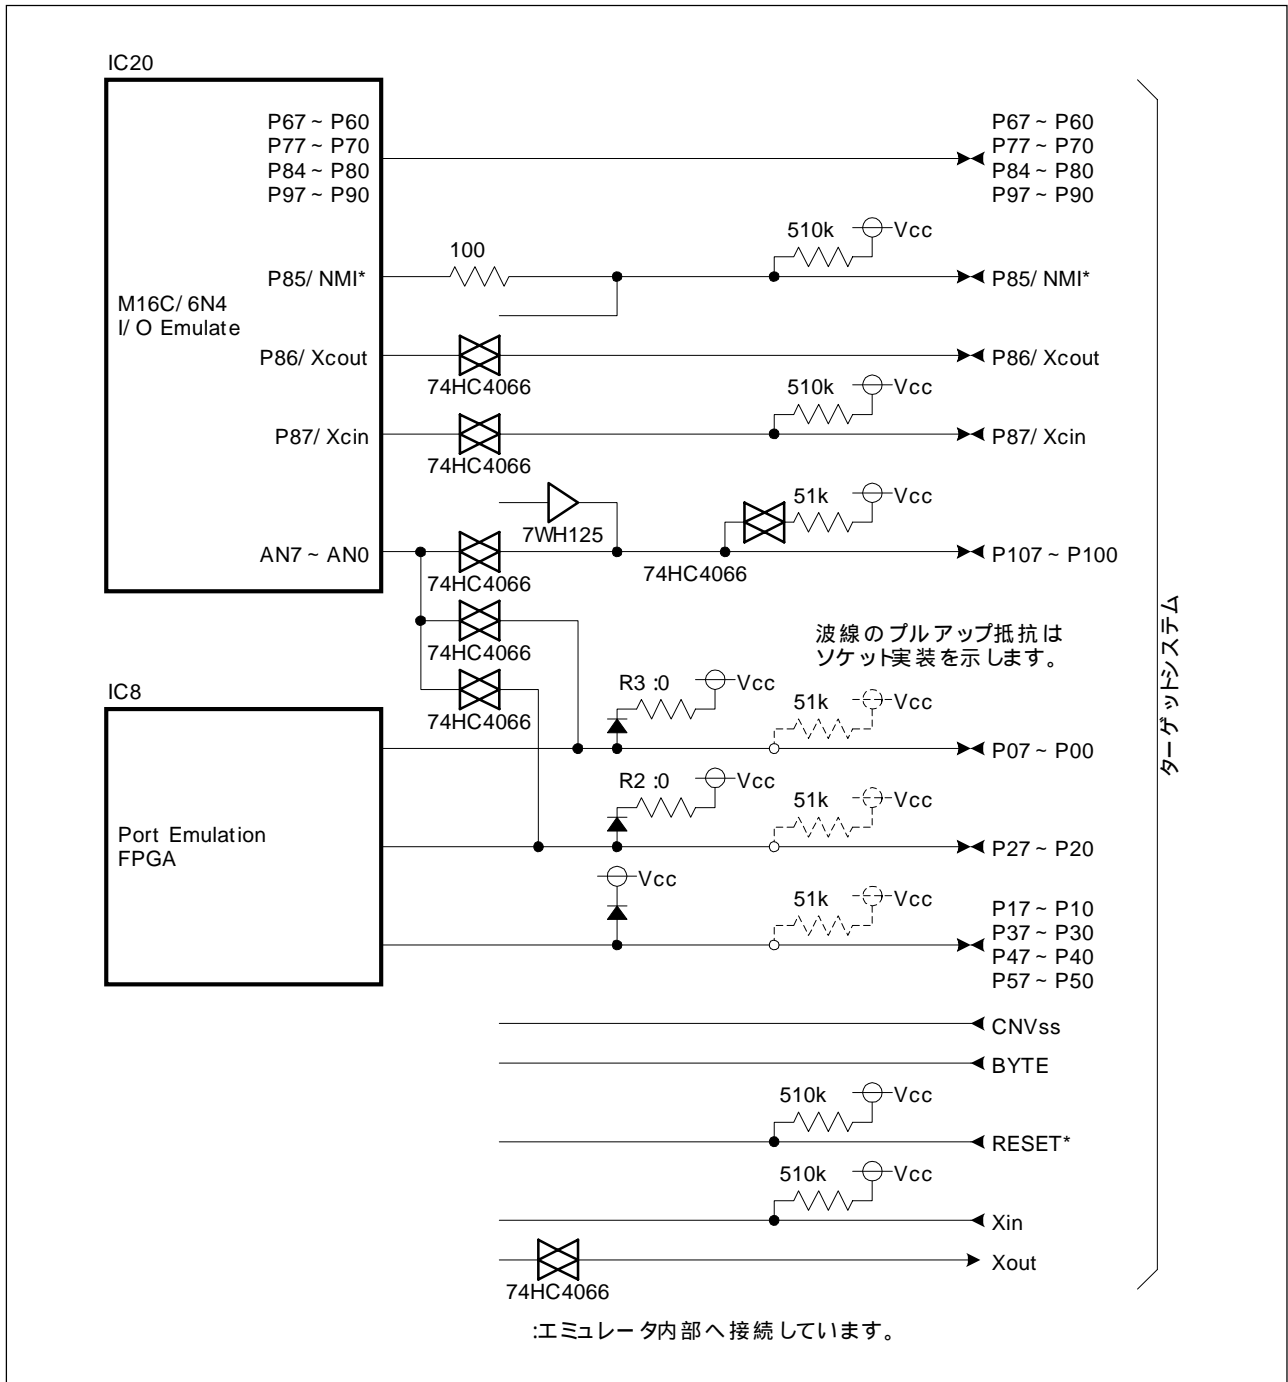 IC20
P67 ~ P60
P77 ~ P70
P84 ~ P80
P97 ~ P90
P67 ~ P60
P77 ~ P70
P84 ~ P80
P97 ~ P90
510k
Vcc
100
P85/ NMI*
P85/ NMI*
M16C/ 6N4
I/ O Emulate
P86/ Xcout
P86/ Xcout
74HC4066
510k
Vcc
P87/ Xcin
P87/ Xcin
74HC4066
51k
Vcc
7WH125
AN7 ~ AN0
P107 ~ P100
74HC4066
74HC4066
波線のプルアップ抵抗は
ソケット実装を示します。
74HC4066
IC8
R3 :0
Vcc
51k
Vcc
74HC4066
P07 ~ P00
ターゲットシステム
R2 :0
Vcc
51k
Vcc
Port Emulation
FPGA
P27 ~ P20
Vcc
51k
Vcc
P17 ~ P10
P37 ~ P30
P47 ~ P40
P57 ~ P50
CNVss
BYTE
510k
Vcc
RESET*
510k
Vcc
Xin
Xout
74HC4066
:エミュレータ内部へ接続しています。